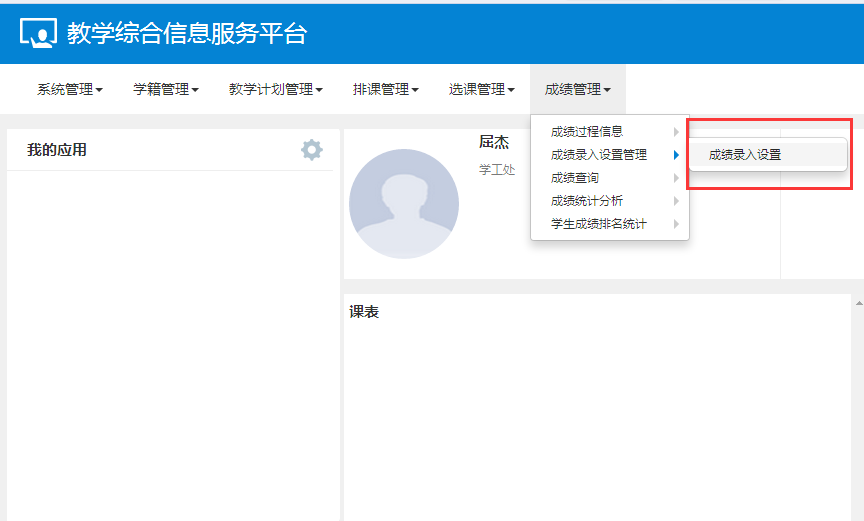 教学综合信息服务平台
系统管理 学籍管理 教学计划管理 排课管理 选课管理 成绩管理
我的应用
屈杰
学工处
成绩过程信息
成绩录入设置管理
成绩录入设置
成绩查询
成绩统计分析
学生成绩排名统计
课表